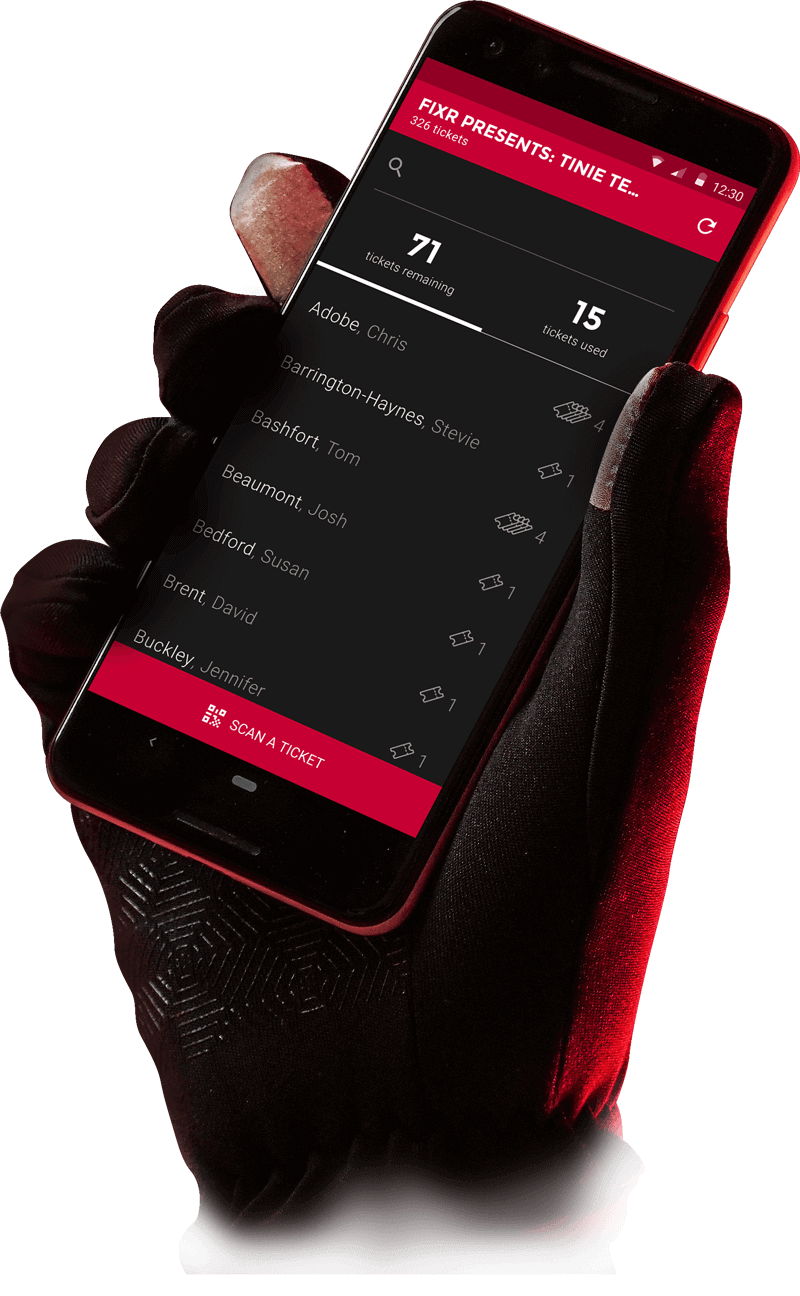 12:30
FIXR PRESENTS: TINIE TE...
326 tickets
71
tickets remaining
15
tickets used
Adobe, Chris
4
Barrington-Haynes, Stevie
1
Bashfort, Tom
4
Beaumont, Josh
1
Bedford, Susan
1
Brent, David
1
Buckley, Jennifer
1
SCAN A TICKET